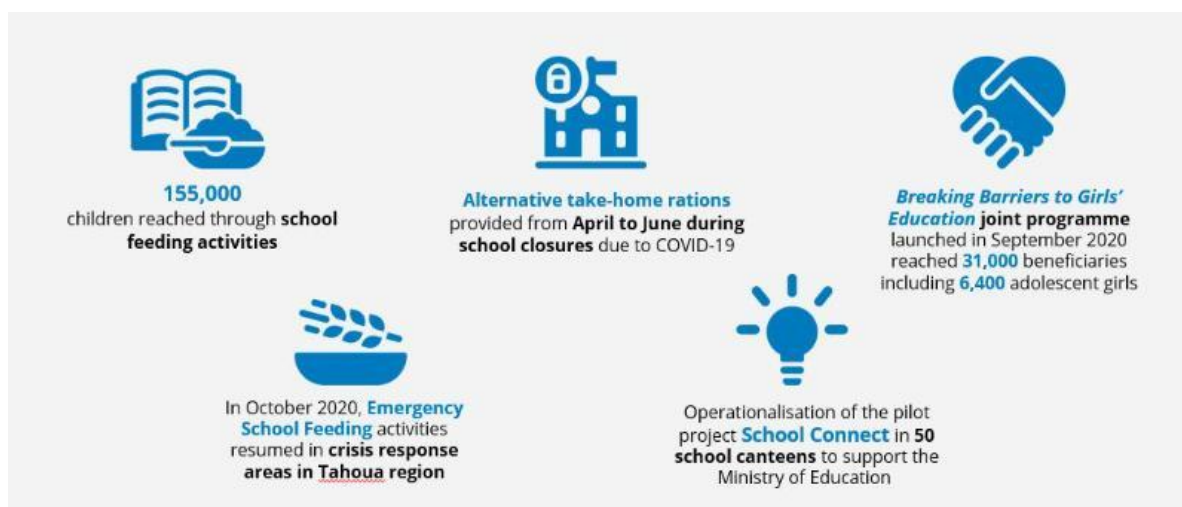 155,000
children reached through school
feeding activities
Alternative take-home rations
provided from April to June during
school closures due to COVID-19
Breaking Barriers to Girls’
Education joint programme
launched in September 2020
reached 31,000 beneficiaries
including 6,400 adolescent girls
In October 2020, Emergency
School Feeding activities
resumed in crisis response
areas in Tahoua region
Operationalisation of the pilot
project School Connect in 50
school canteens to support the
Ministry of Education